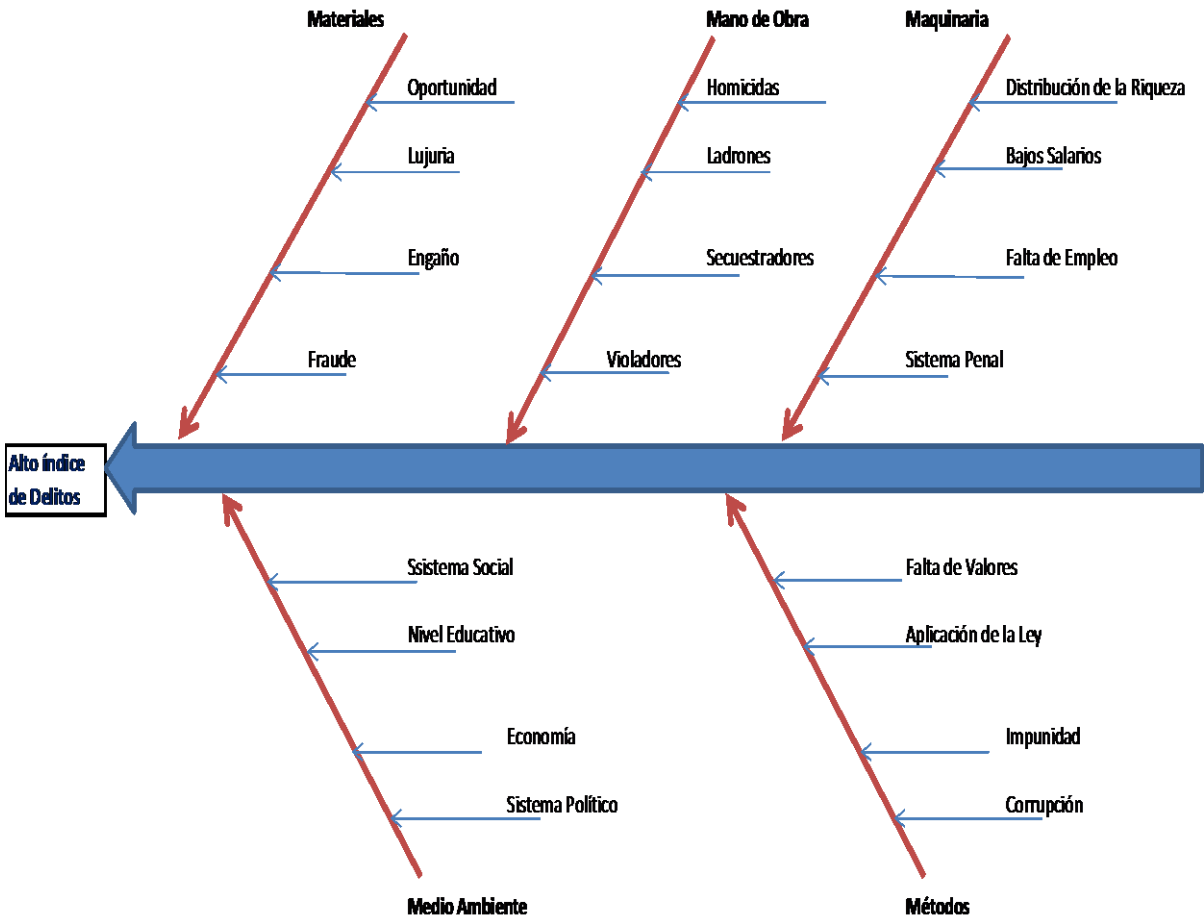 Materiales
Mano de Obra
Maquinaria
Oportunidad
Homicidas
Distribución de la Riqueza
Lujuria
Ladrones
Bajos Salarios
Engaño
Secuestradores
Falta de Empleo
Fraude
Violadores
Sistema Penal
Alto índice
de Delitos
Ssistema Social
Falta de Valores
Nivel Educativo
Aplicación de la Ley
Economía
Impunidad
Sistema Político
Corrupción
Medio Ambiente
Métodos